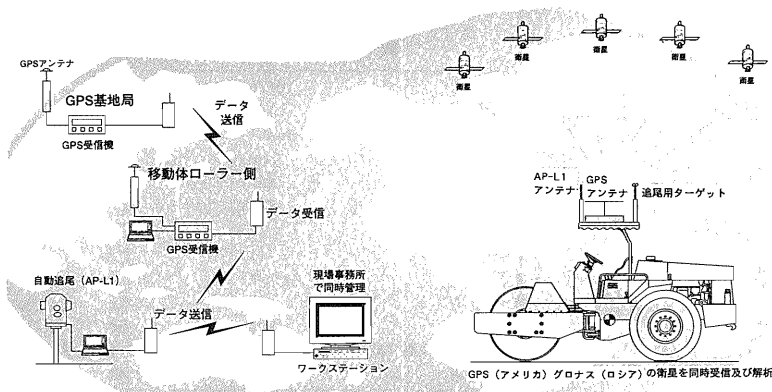 GPSアンテナ
GPS基地局
GPS受信機
データ
送信
移動体ローラー側
データ受信
GPS受信機
自動追尾（AP-L1）
データ送信
現場事務所
で同時管理
ワークステーション
衛星
衛星
衛星
衛星
衛星
AP-L1
アンテナ
GPS
アンテナ
追尾用ターゲット
GPS（アメリカ）グロナス（ロシア）の衛星を同時受信及び解析